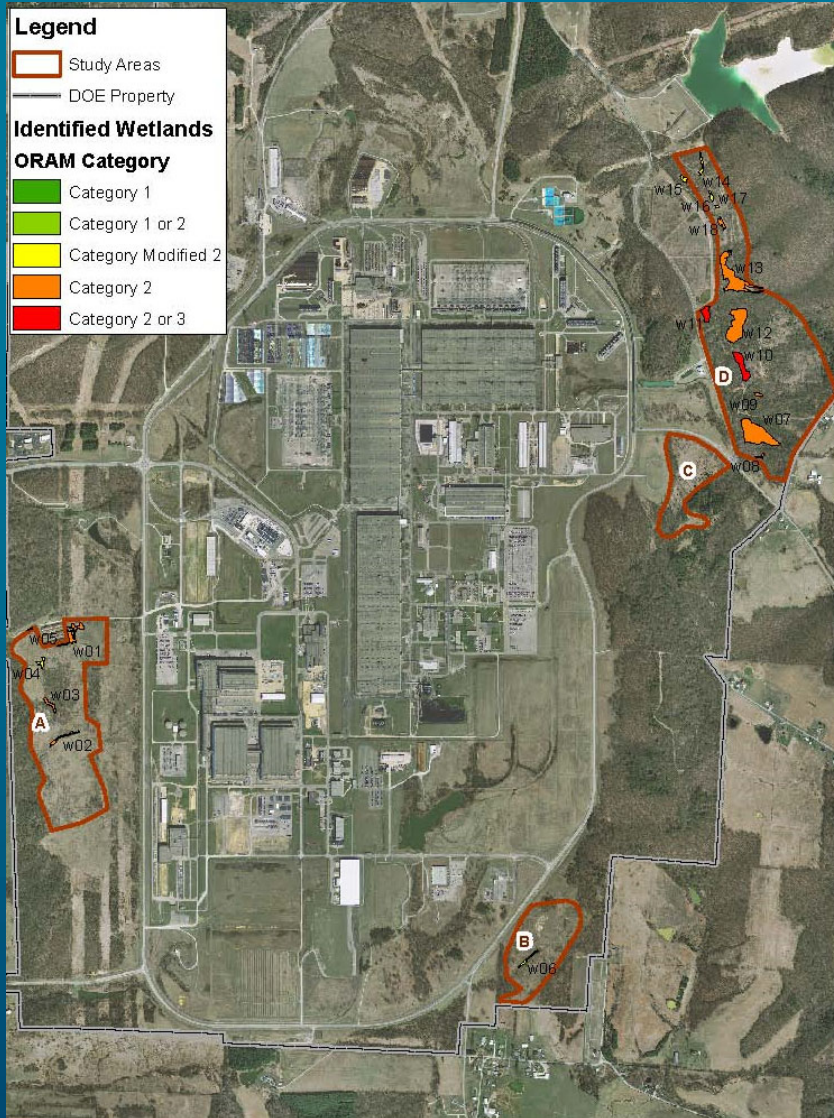 Legend
Study Areas
DOE Property
Identified Wetlands
ORAM Category
Category 1
Category 1 or 2
Category Modified 2
Category 2
Category 2 or 3
w14
w15
w17
w16
w18
w13
w11
w12
w10
D
w09
w07
w08
C
w05
w01
w04
w03
A
w02
B
w06